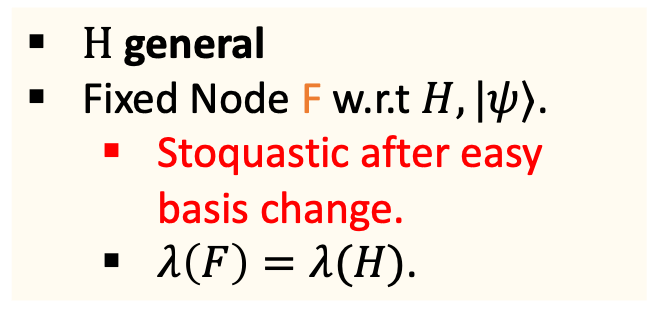 ▪ H general
▪ Fixed Node F w.r.t H, |ψ⟩.
▪ Stoquastic after easy
basis change.
▪ λ(F) = λ(H).